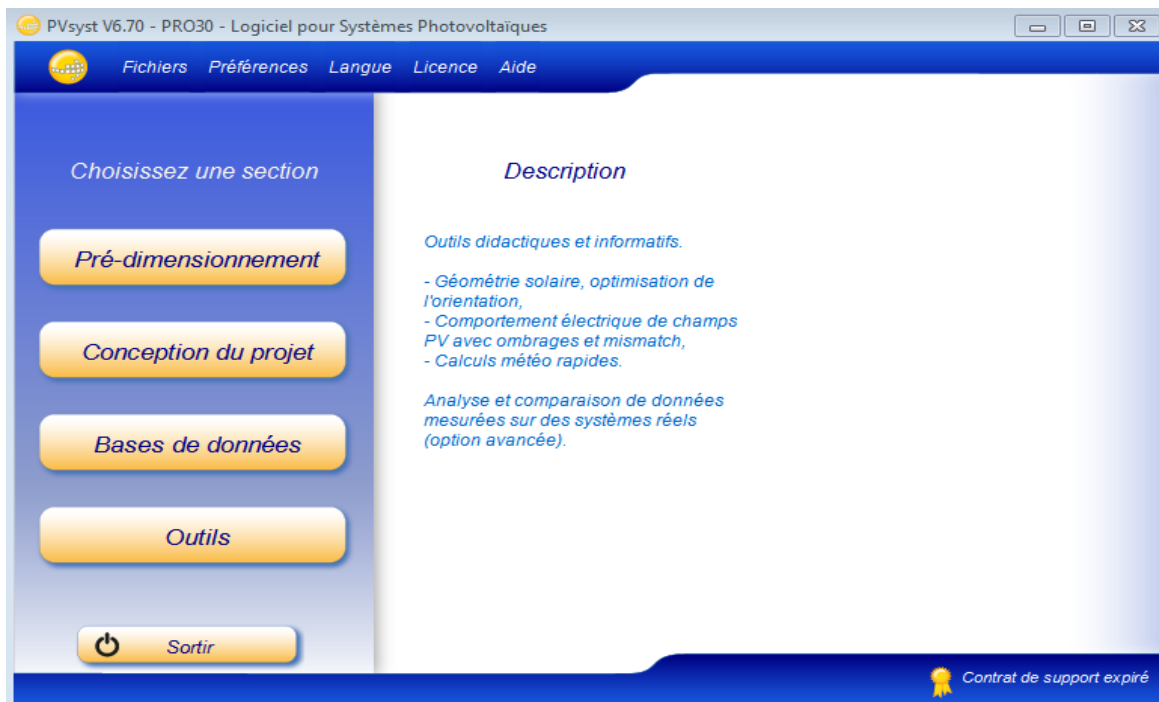 PVsyst V6.70 - PRO30 - Logiciel pour Systèmes Photovoltaïques
Fichiers Préférences Langue Licence Aide
Choisissez une section
Pré-dimensionnement
Conception du projet
Bases de données
Outils
Sortir
Description
Outils didactiques et informatifs.
- Géométrie solaire, optimisation de
l'orientation,
- Comportement électrique de champs
PV avec ombrages et mismatch,
- Calculs météo rapides.
Analyse et comparaison de données
mesurées sur des systèmes réels
(option avancée).
Contrat de support expiré